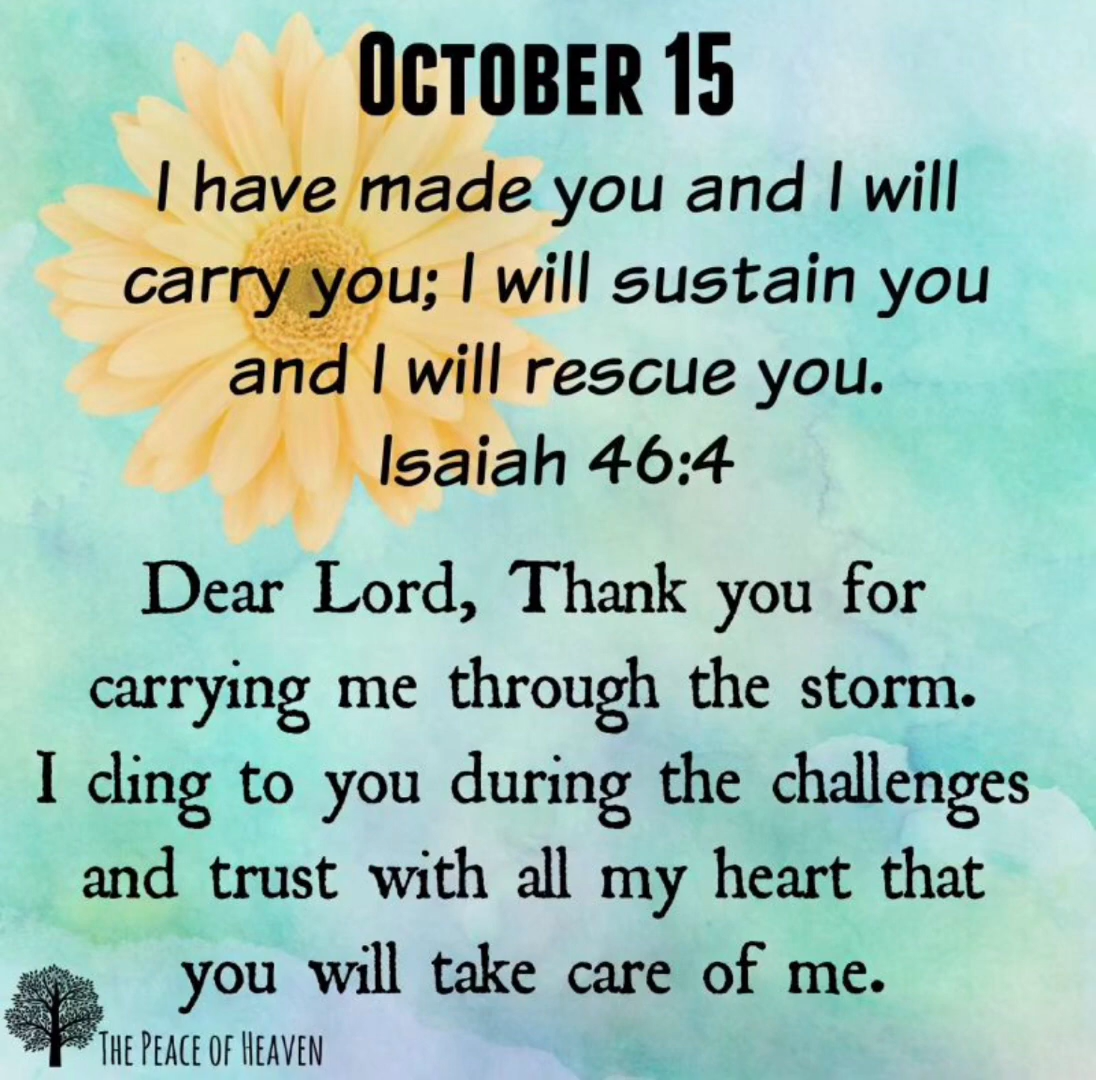 October 15
I have made you and I will
carry you; I will sustain you
and I will rescue you.
Isaiah 46:4
Dear Lord, Thank you for
carrying me through the storm.
I cling to you during the challenges
and trust with all my heart that
you will take care of me.
The Peace of Heaven